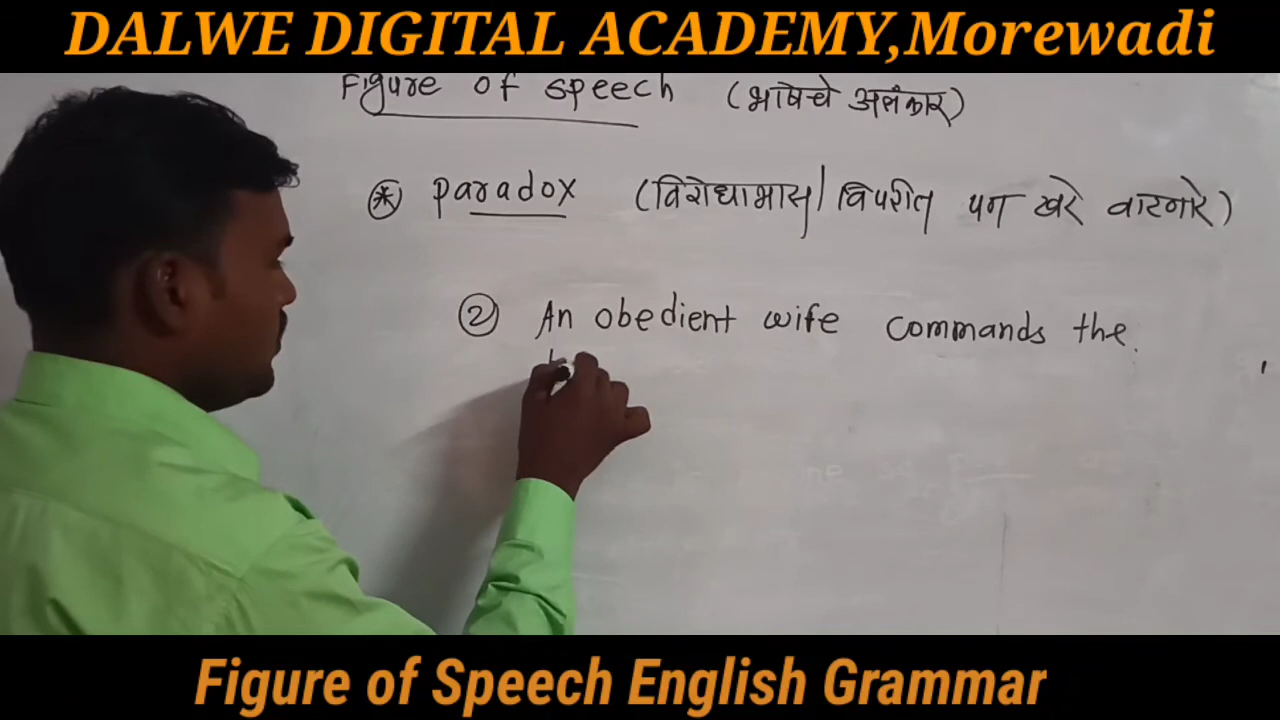 DALWE DIGITAL ACADEMY,Morewadi
Figure of speech (भाषेचे अलंकार)
* Paradox (विरोधाभास/विपरीत पण खरे वाटणारे)
② An obedient wife commands the
Figure of Speech English Grammar